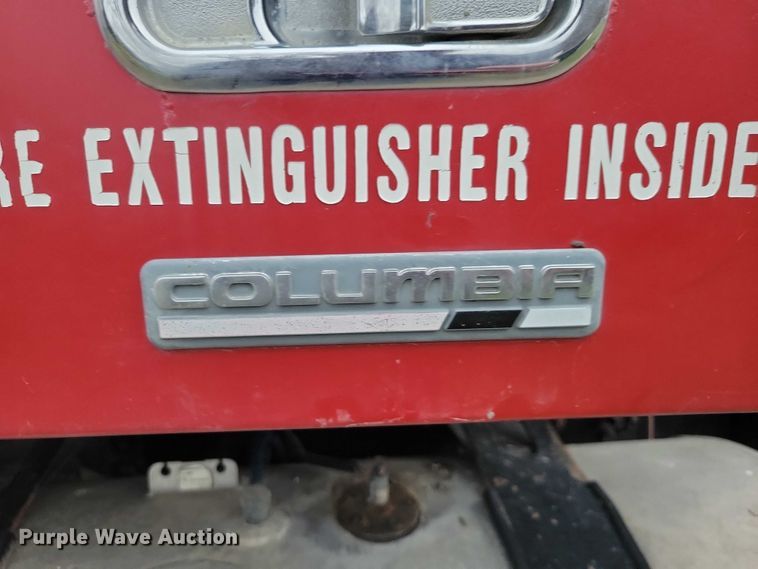 RE EXTINGUISHER INSIDE
COLUMBIA
Purple Wave Auction